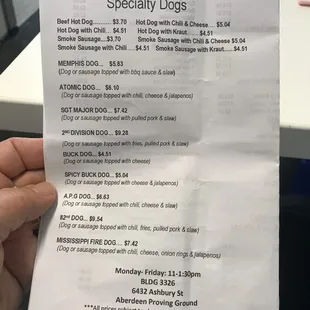 Specialty Dogs
Beef Hot Dog............ $3.70 Hot Dog with Chili & Cheese.... $5.04
Hot Dog with Chili..... $4.51 Hot Dog with Kraut..... $4.51
Smoke Sausage...$3.70 Smoke Sausage with Chili & Cheese $5.04
Smoke Sausage with Chili... $4.51 Smoke Sausage with Kraut..... $4.51
MEMPHIS DOG... $5.63
(Dog or sausage topped with bbq sauce & slaw)
ATOMIC DOG... $6.10
(Dog or sausage topped with chili, cheese & jalapenos)
SGT MAJOR DOG... $7.42
(Dog or sausage topped with pulled pork & slaw)
2ND DIVISION DOG... $9.28
(Dog or sausage topped with fries, pulled pork & slaw)
BUCK DOG... $4.51
(Dog or sausage topped with cheese)
SPICY BUCK DOG... $5.04
(Dog or sausage topped with cheese & jalapenos)
A.P.G DOG... $6.63
(Dog or sausage topped with chili, cheese & slaw)
82nd DOG... $9.54
(Dog or sausage topped with chili, fries, pulled pork & slaw)
MISSISSIPPI FIRE DOG... $7.42
(Dog or sausage topped with chili, cheese, onion rings & jalapenos)
Monday- Friday: 11-1:30pm
BLDG 3326
6432 Ashbury St
Aberdeen Proving Ground
***All prices subject to